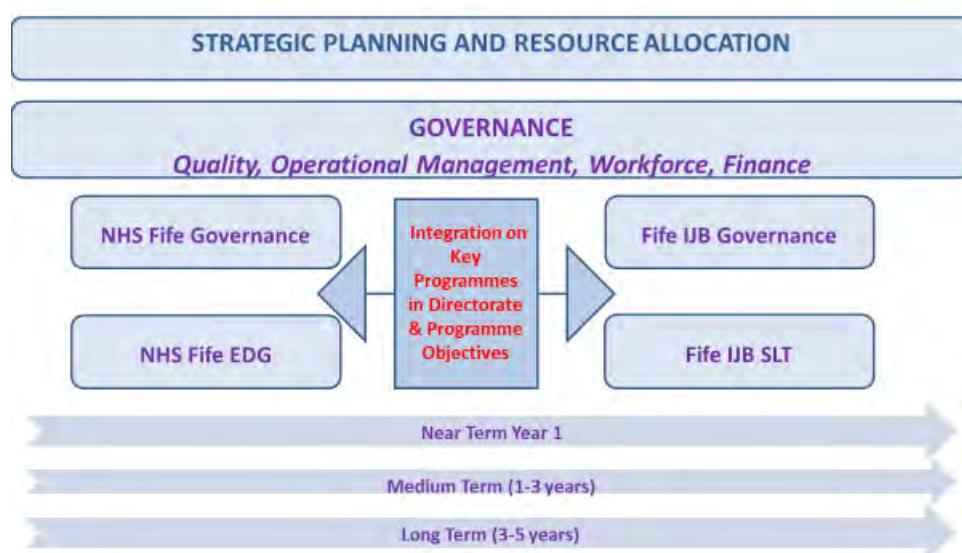 STRATEGIC PLANNING AND RESOURCE ALLOCATION
GOVERNANCE
Quality, Operational Management, Workforce, Finance
NHS Fife Governance
Integration on
Key
Programmes
in Directorate
& Programme
Objectives
Fife IJB Governance
NHS Fife EDG
Fife IJB SLT
Near Term Year 1
Medium Term (1-3 years)
Long Term (3-5 years)